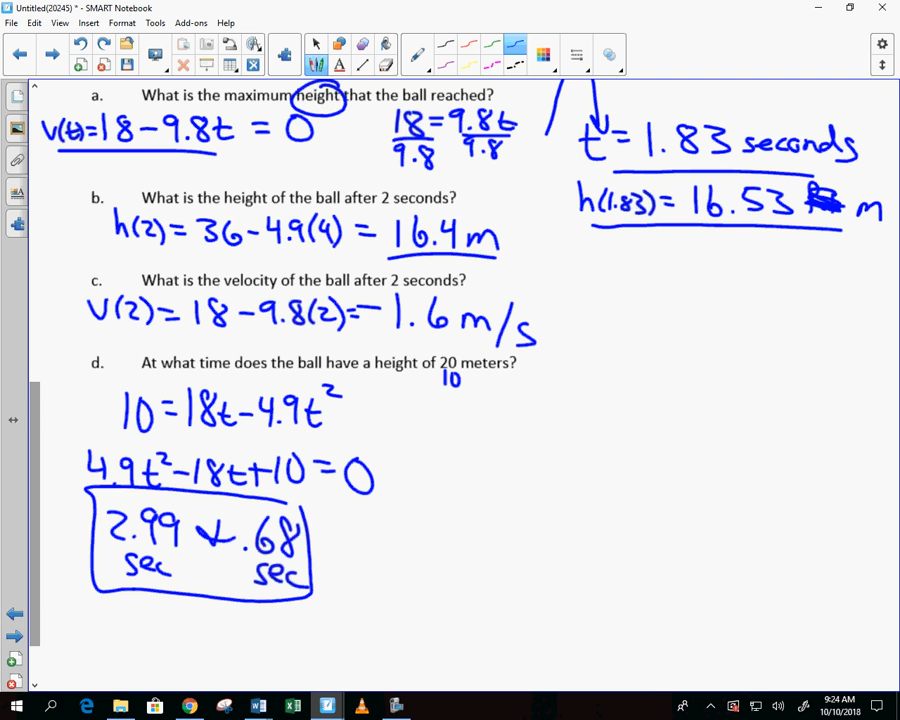 Untitled(20245) * - SMART Notebook
File Edit View Insert Format Tools Add-ons Help
a. What is the maximum height that the ball reached?
v(t)=18-9.8t = 0
18=9.8t
9.8 9.8
t=1.83 seconds
h(1.83)= 16.53 m
b. What is the height of the ball after 2 seconds?
h(2)= 36-4.9(4) = 16.4 m
c. What is the velocity of the ball after 2 seconds?
v(2)= 18-9.8(2)=-1.6 m/s
d. At what time does the ball have a height of 20 meters?
10
10=18t-4.9t²
4.9t²-18t+10=0
2.99 & .68
sec sec
9:24 AM
10/10/2018